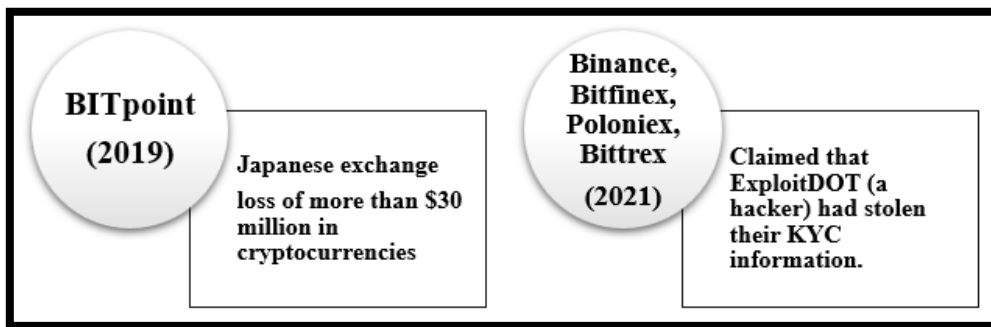 BITpoint
(2019)
Japanese exchange
loss of more than $30
million in
cryptocurrencies
Binance,
Bitfinex,
Poloniex,
Bittrex
(2021)
Claimed that
ExploitDOT (a
hacker) had stolen
their KYC
information.